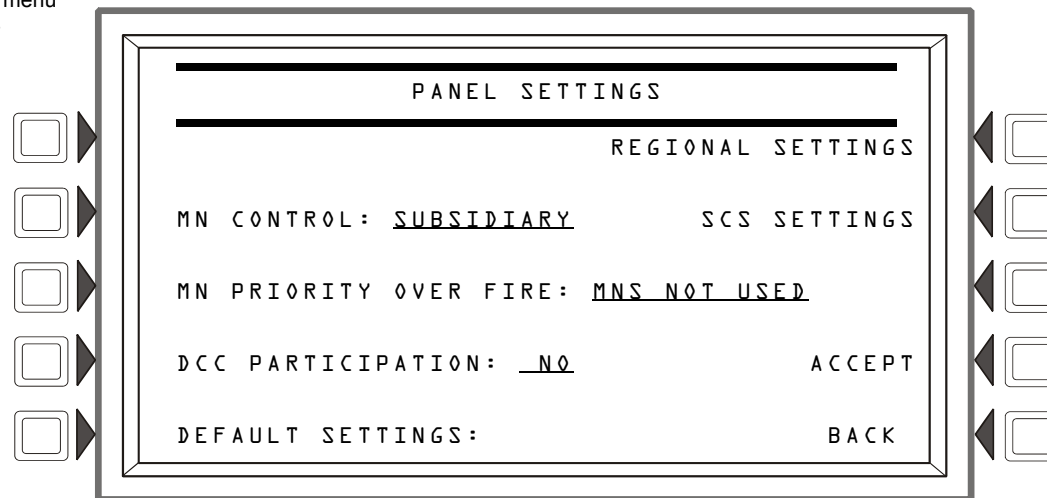 menu
PANEL SETTINGS
REGIONAL SETTINGS
MN CONTROL: SUBSIDIARY SCS SETTINGS
MN PRIORITY OVER FIRE: MNS NOT USED
DCC PARTICIPATION: NO ACCEPT
DEFAULT SETTINGS: BACK